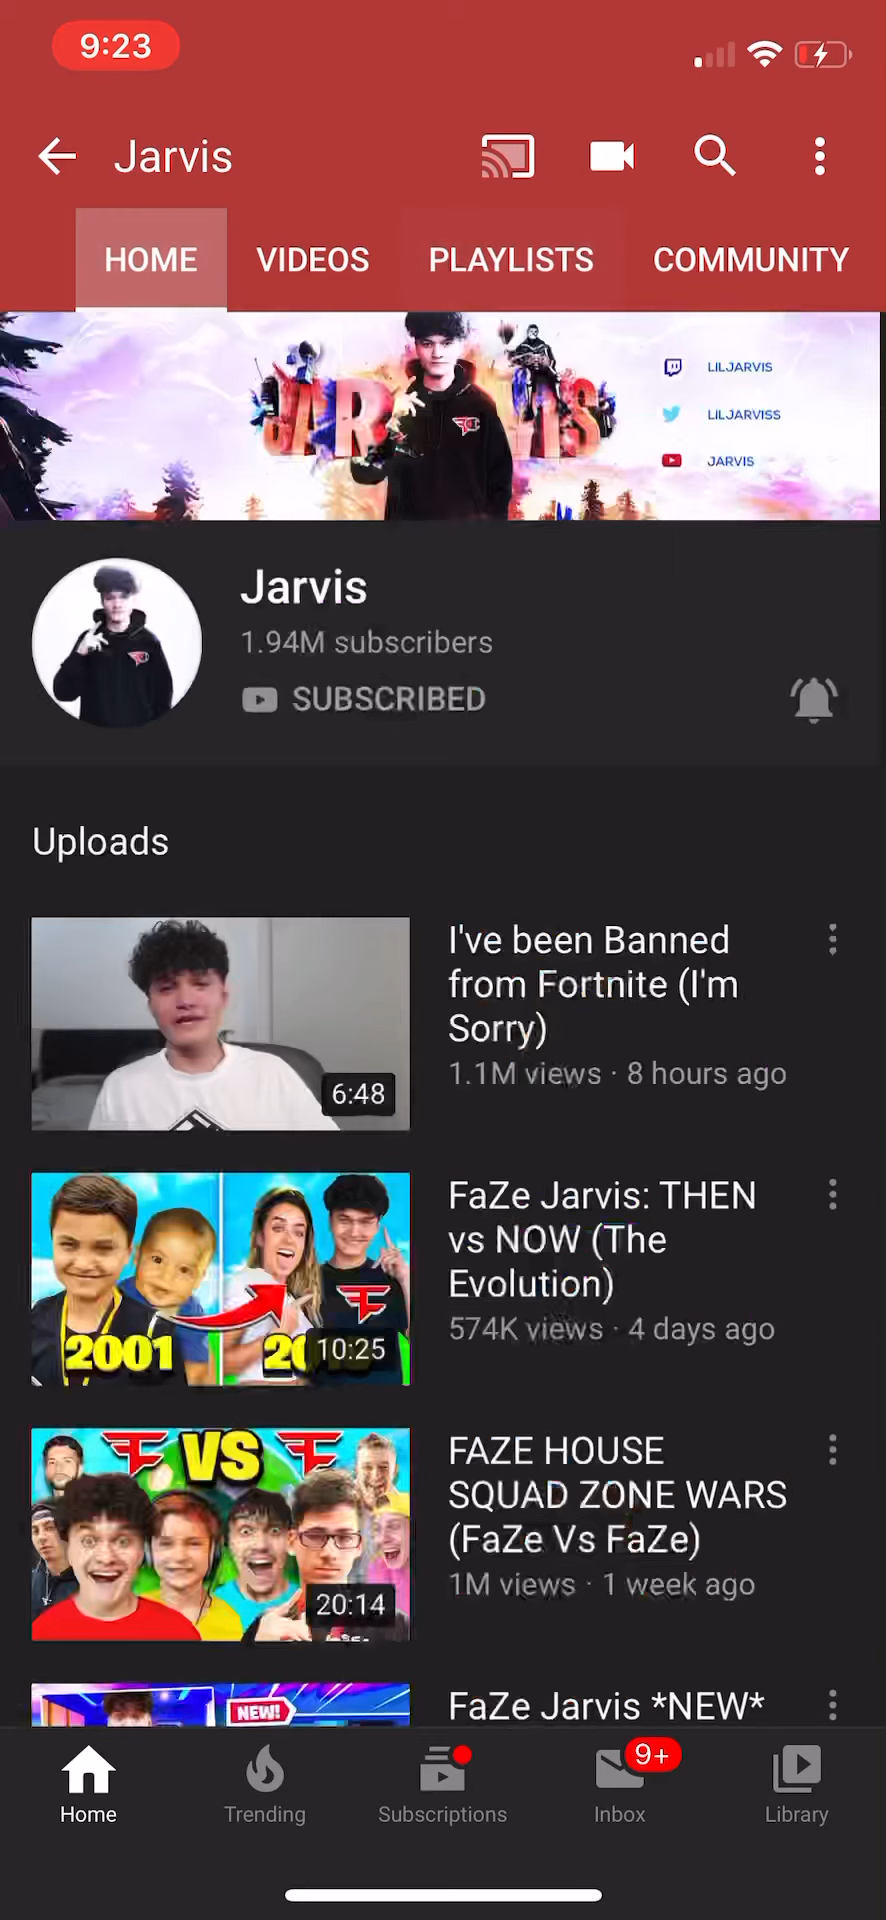 9:23
Jarvis
HOME VIDEOS PLAYLISTS COMMUNITY
JARVIS
LILJARVIS
LILJARVISS
JARVIS
Jarvis
1.94M subscribers
SUBSCRIBED
Uploads
I've been Banned
from Fortnite (I'm
Sorry)
1.1M views · 8 hours ago
6:48
FaZe Jarvis: THEN
vs NOW (The
Evolution)
574K views · 4 days ago
2001
10:25
VS
FAZE HOUSE
SQUAD ZONE WARS
(FaZe Vs FaZe)
1M views · 1 week ago
20:14
NEW!
FaZe Jarvis *NEW*
9+
Home Trending Subscriptions Inbox Library